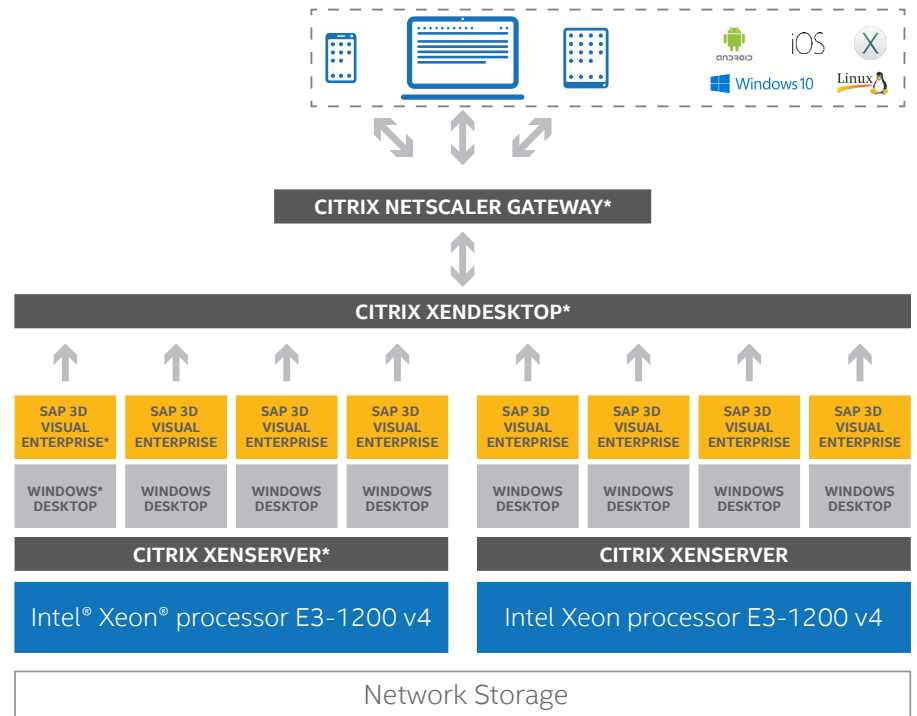 ANDROID
iOS
X
Windows 10
Linux
CITRIX NETSCALER GATEWAY*
CITRIX XENDESKTOP*
SAP 3D
VISUAL
ENTERPRISE*
SAP 3D
VISUAL
ENTERPRISE
SAP 3D
VISUAL
ENTERPRISE
SAP 3D
VISUAL
ENTERPRISE
SAP 3D
VISUAL
ENTERPRISE
SAP 3D
VISUAL
ENTERPRISE
SAP 3D
VISUAL
ENTERPRISE
SAP 3D
VISUAL
ENTERPRISE
WINDOWS*
DESKTOP
WINDOWS
DESKTOP
WINDOWS
DESKTOP
WINDOWS
DESKTOP
WINDOWS
DESKTOP
WINDOWS
DESKTOP
WINDOWS
DESKTOP
WINDOWS
DESKTOP
CITRIX XENSERVER*
CITRIX XENSERVER
Intel® Xeon® processor E3-1200 v4
Intel Xeon processor E3-1200 v4
Network Storage